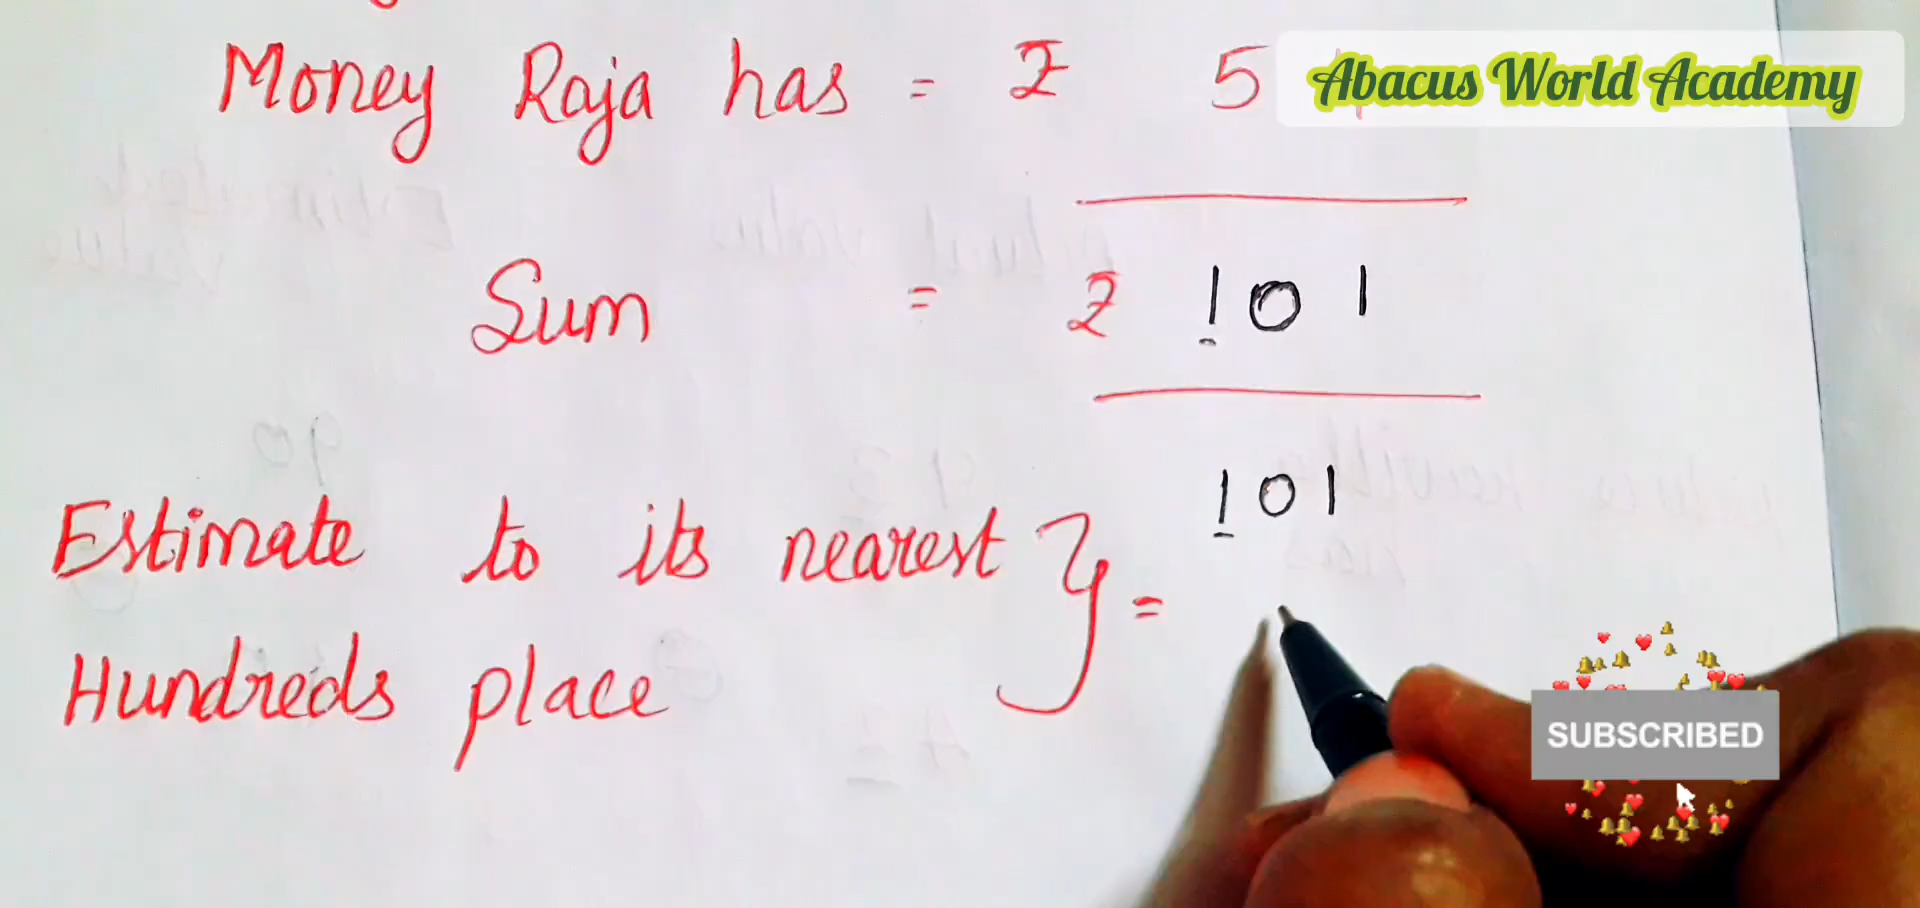 Money Raja has = ₹ 5
Abacus World Academy
Sum = ₹ 101
101
Estimate to its nearest } =
Hundreds place
SUBSCRIBED